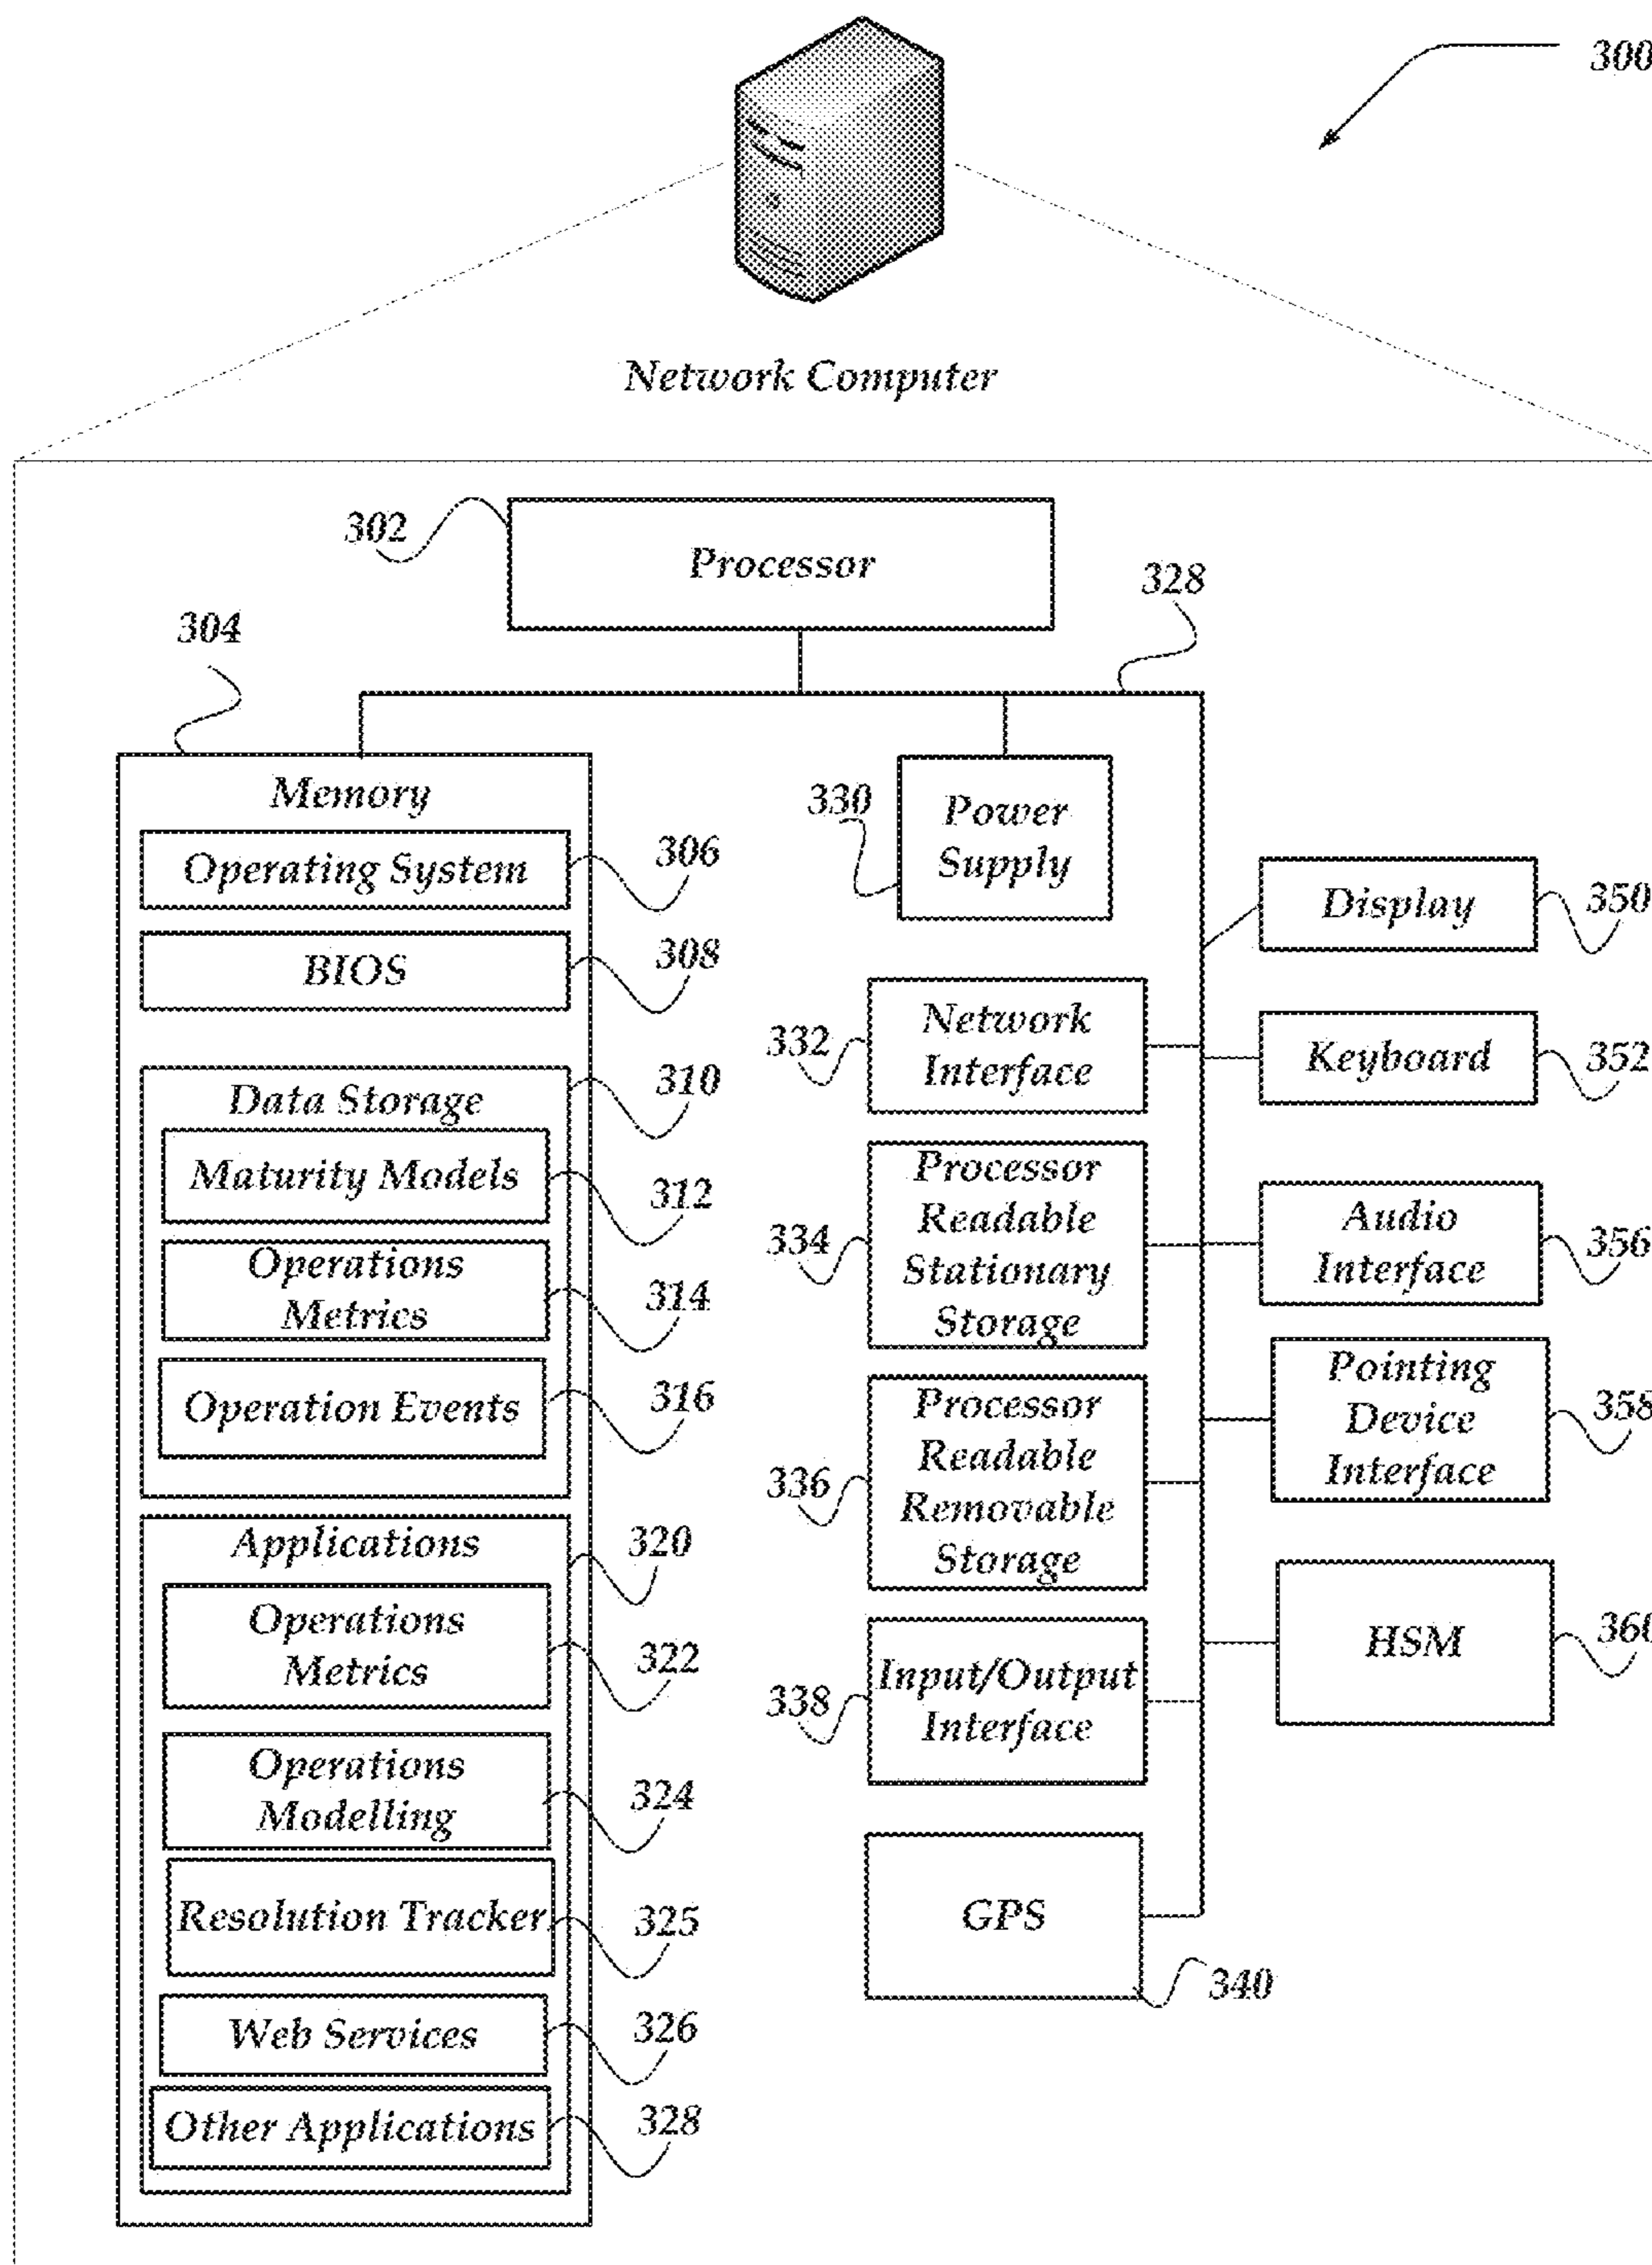 300
Network Computer
302
Processor
328
304
Memory
Operating System
306
BIOS
308
Data Storage
310
Maturity Models
312
Operations
Metrics
314
Operation Events
316
Applications
320
Operations
Metrics
322
Operations
Modelling
324
Resolution Tracker
325
Web Services
326
Other Applications
328
330
Power
Supply
332
Network
Interface
334
Processor
Readable
Stationary
Storage
336
Processor
Readable
Removable
Storage
338
Input/Output
Interface
GPS
340
Display
350
Keyboard
352
Audio
Interface
356
Pointing
Device
Interface
358
HSM
360